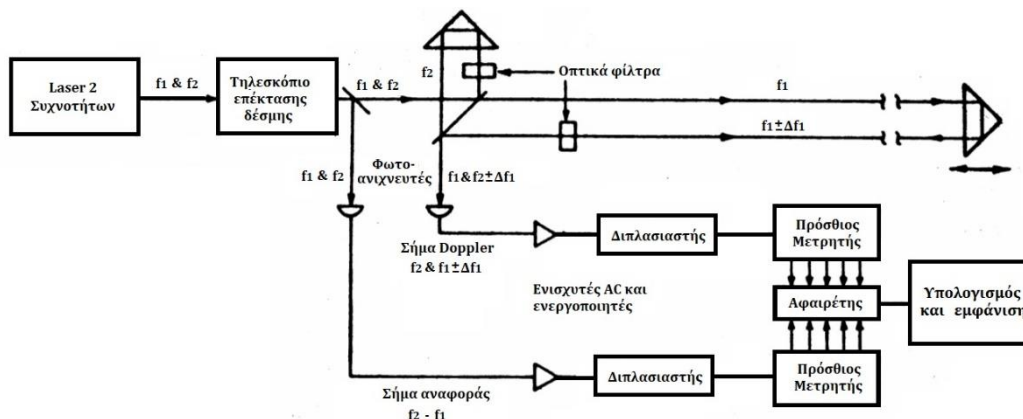 Laser 2
Συχνοτήτων
f1 & f2
Τηλεσκόπιο
επέκτασης
δέσμης
f1 & f2
f2
Οπτικά φίλτρα
f1
f1±Δf1
f1 & f2
Φωτο-
ανιχνευτές
f1&f2±Δf1
Σήμα Doppler
f2 & f1±Δf1
Διπλασιαστής
Πρόσθιος
Μετρητής
Ενισχυτές AC και
ενεργοποιητές
Αφαιρέτης
Υπολογισμός
και εμφάνιση
Διπλασιαστής
Πρόσθιος
Μετρητής
Σήμα αναφοράς
f2 - f1